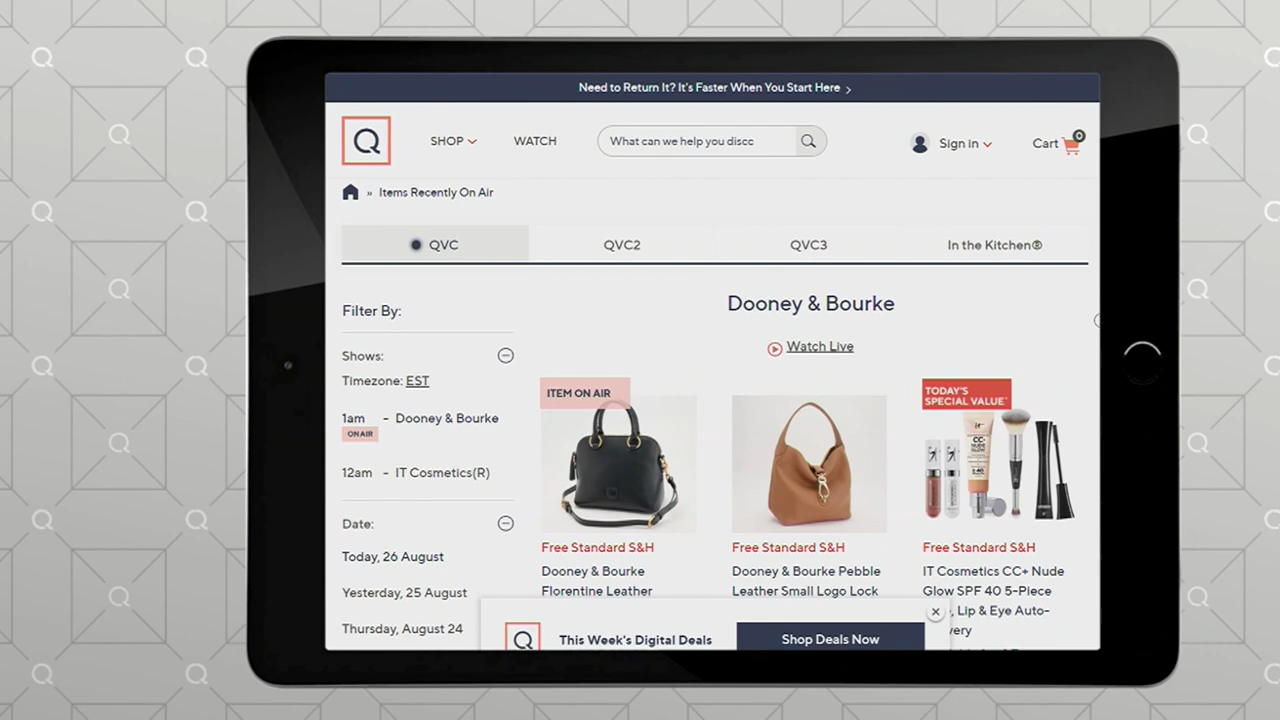 Need to Return It? It's Faster When You Start Here
Q
SHOP
WATCH
What can we help you discc
Sign in
Cart
0
» Items Recently On Air
QVC
QVC2
QVC3
In the Kitchen®
Filter By:
Dooney & Bourke
Watch Live
Shows:
Timezone: EST
1am - Dooney & Bourke
ON AIR
12am - IT Cosmetics(R)
Date:
Today, 26 August
Yesterday, 25 August
Thursday, August 24
ITEM ON AIR
Free Standard S&H
Dooney & Bourke
Florentine Leather
Free Standard S&H
Dooney & Bourke Pebble
Leather Small Logo Lock
TODAY'S
SPECIAL VALUE
Free Standard S&H
IT Cosmetics CC+ Nude
Glow SPF 40 5-Piece
, Lip & Eye Auto-
Q
This Week's Digital Deals
Shop Deals Now